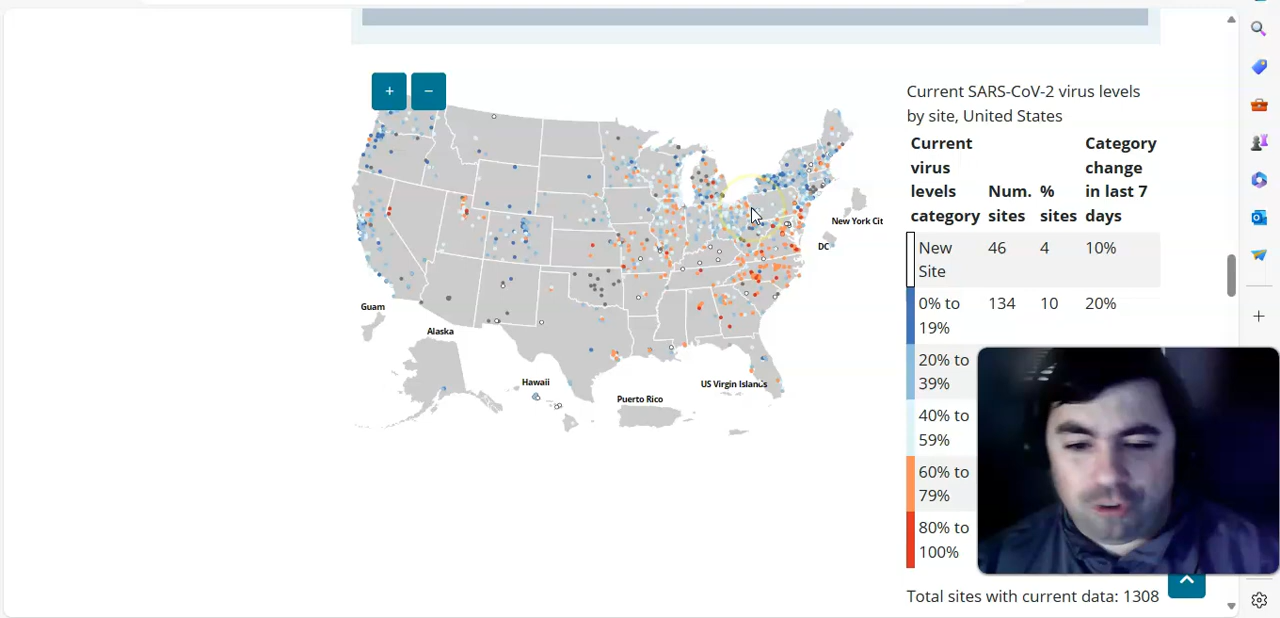 + −
Current SARS-CoV-2 virus levels
by site, United States
Current
virus
levels
category
Num.
sites
%
sites
Category
change
in last 7
days
New
Site
46
4
10%
0% to
19%
134
10
20%
20% to
39%
40% to
59%
60% to
79%
80% to
100%
Total sites with current data: 1308
New York Cit
DC
Guam
Alaska
Hawaii
US Virgin Islands
Puerto Rico